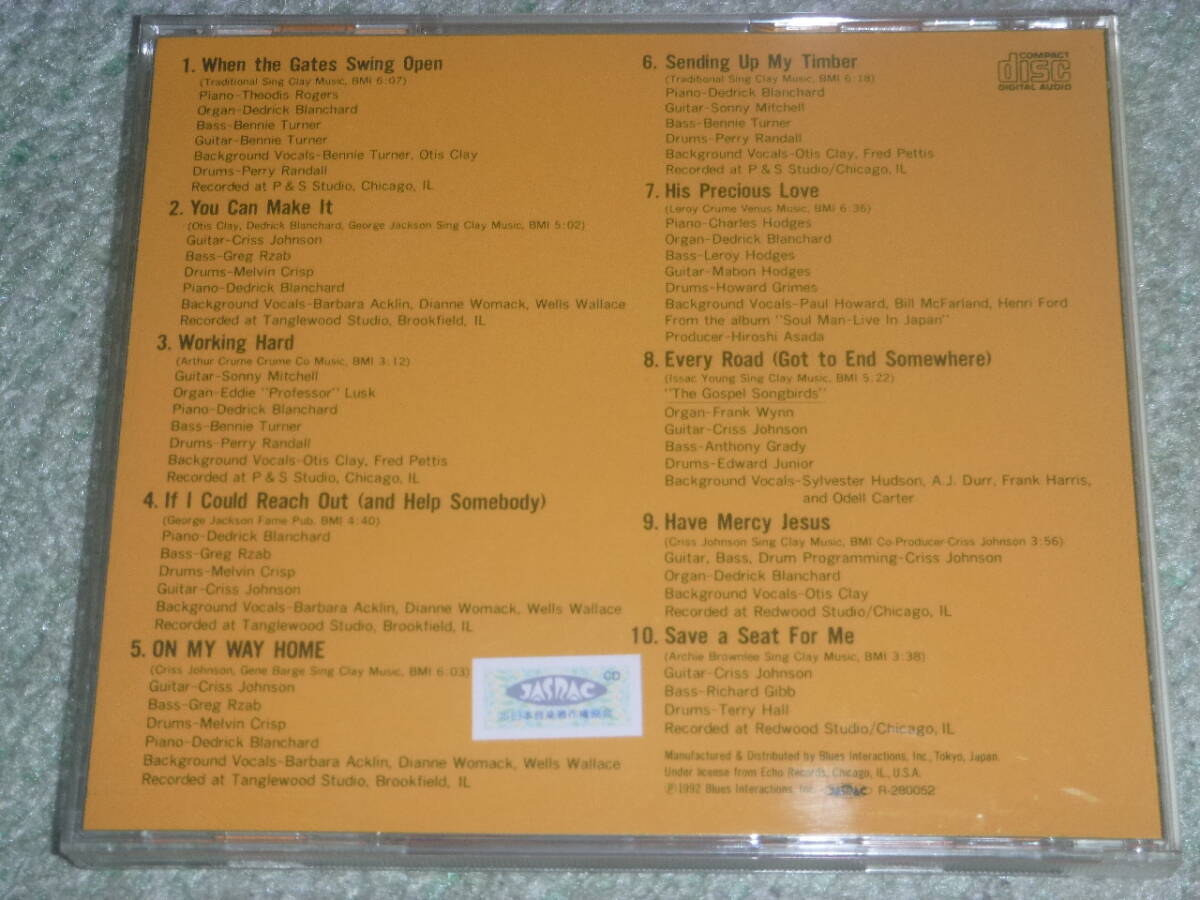 1. When the Gates Swing Open
(Traditional Sing Clay Music, BMI 6:07)
Piano-Theodis Rogers
Organ-Dedrick Blanchard
Bass-Bennie Turner
Guitar-Bennie Turner
Background Vocals-Bennie Turner, Otis Clay
Drums-Perry Randall
Recorded at P & S Studio, Chicago, IL
2. You Can Make It
(Otis Clay, Dedrick Blanchard, George Jackson Sing Clay Music, BMI 5:02)
Guitar-Criss Johnson
Bass-Greg Rzab
Drums-Melvin Crisp
Piano-Dedrick Blanchard
Background Vocals-Barbara Acklin, Dianne Womack, Wells Wallace
Recorded at Tanglewood Studio, Brookfield, IL
3. Working Hard
(Arthur Crume Crume Co Music, BMI 3:12)
Guitar-Sonny Mitchell
Organ-Eddie "Professor" Lusk
Piano-Dedrick Blanchard
Bass-Bennie Turner
Drums-Perry Randall
Background Vocals-Otis Clay, Fred Pettis
Recorded at P & S Studio, Chicago, IL
4. If I Could Reach Out (and Help Somebody)
(George Jackson Fame Pub. BMI 4:40)
Piano-Dedrick Blanchard
Bass-Greg Rzab
Drums-Melvin Crisp
Guitar-Criss Johnson
Background Vocals-Barbara Acklin, Dianne Womack, Wells Wallace
Recorded at Tanglewood Studio, Brookfield, IL
5. ON MY WAY HOME
(Criss Johnson, Gene Barge Sing Clay Music, BMI 6:03)
Guitar-Criss Johnson
Bass-Greg Rzab
Drums-Melvin Crisp
Piano-Dedrick Blanchard
Background Vocals-Barbara Acklin, Dianne Womack, Wells Wallace
Recorded at Tanglewood Studio, Brookfield, IL
CD
JASRAC
日本音楽著作権協会
COMPACT
disc
DIGITAL AUDIO
6. Sending Up My Timber
(Traditional Sing Clay Music, BMI 6:18)
Piano-Dedrick Blanchard
Guitar-Sonny Mitchell
Bass-Bennie Turner
Drums-Perry Randall
Background Vocals-Otis Clay, Fred Pettis
Recorded at P & S Studio/Chicago, IL
7. His Precious Love
(Leroy Crume Venus Music, BMI 6:36)
Piano-Charles Hodges
Organ-Dedrick Blanchard
Bass-Leroy Hodges
Guitar-Mabon Hodges
Drums-Howard Grimes
Background Vocals-Paul Howard, Bill McFarland, Henri Ford
From the album "Soul Man-Live In Japan"
Producer-Hiroshi Asada
8. Every Road (Got to End Somewhere)
(Issac Young Sing Clay Music, BMI 5:22)
"The Gospel Songbirds"
Organ-Frank Wynn
Guitar-Criss Johnson
Bass-Anthony Grady
Drums-Edward Junior
Background Vocals-Sylvester Hudson, A.J. Durr, Frank Harris,
and Odell Carter
9. Have Mercy Jesus
(Criss Johnson Sing Clay Music, BMI Co-Producer-Criss Johnson 3:56)
Guitar, Bass, Drum Programming-Criss Johnson
Organ-Dedrick Blanchard
Background Vocals-Otis Clay
Recorded at Redwood Studio/Chicago, IL
10. Save a Seat For Me
(Archie Brownlee Sing Clay Music, BMI 3:38)
Guitar-Criss Johnson
Bass-Richard Gibb
Drums-Terry Hall
Recorded at Redwood Studio/Chicago, IL
Manufactured & Distributed by Blues Interactions, Inc., Tokyo, Japan.
Under license from Echo Records, Chicago, IL, U.S.A.
Ⓟ1992 Blues Interactions, Inc. JASRAC R-280052